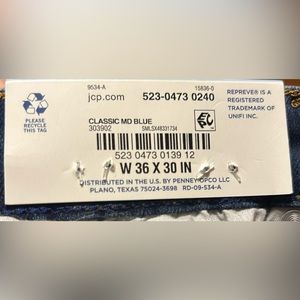 9534-A
15836-0
jcp.com
523-0473 0240
PLEASE
RECYCLE
THIS TAG
REPREVE® IS A
REGISTERED
TRADEMARK OF
UNIFI INC.
CLASSIC MD BLUE
303902
SMLSX48331734
523 0473 0139 12
W 36 X 30 IN
DISTRIBUTED IN THE U.S. BY PENNEY OPCO LLC
PLANO, TEXAS 75024-3698 RD-09-534-A